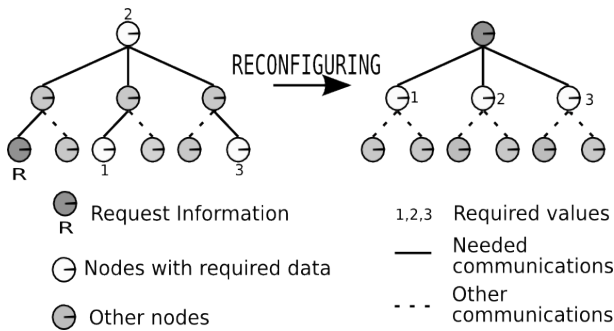 2
RECONFIGURING
1
2
3
R
1
3
R
Request Information
Nodes with required data
Other nodes
1,2,3 Required values
Needed
communications
Other
communications